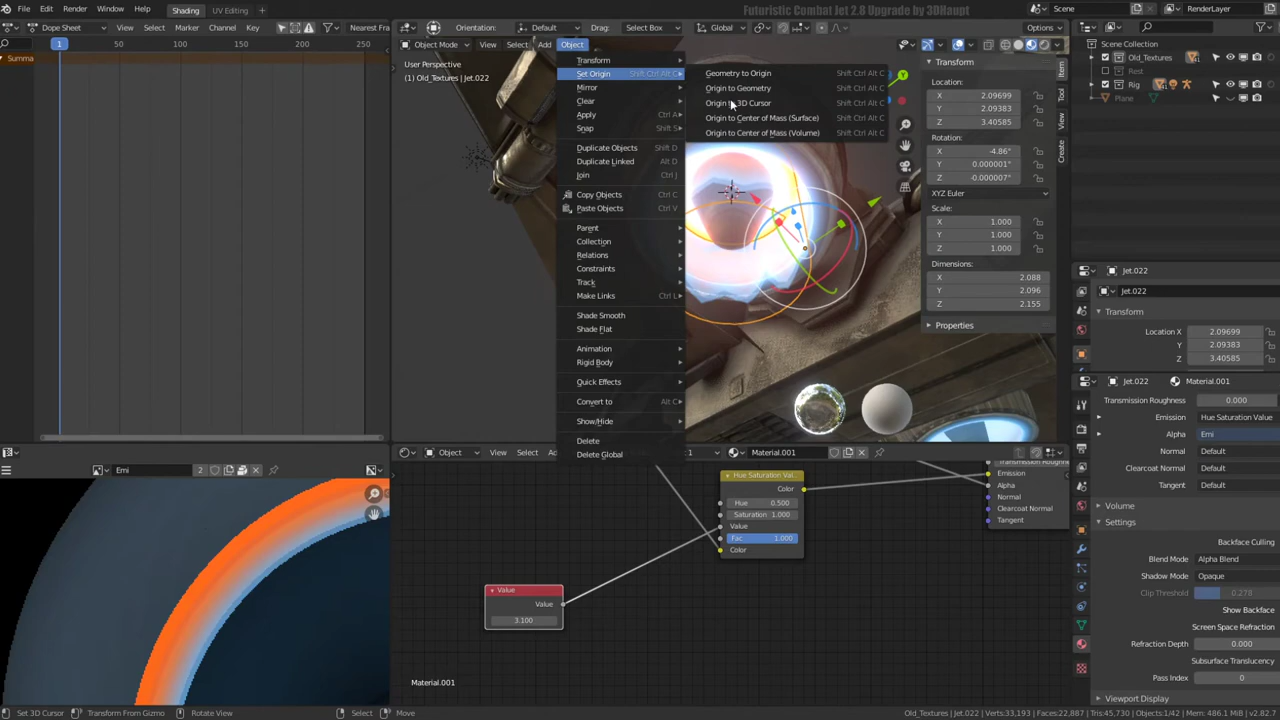 File Edit Render Window Help Shading UV Editing Futuristic Combat Jet 2.8 Upgrade by 3DHaupt Scene RenderLayer
Dope Sheet View Select Marker Channel Key Nearest Fra Orientation: Default Drag: Select Box Global Options
1 50 100 150 200 250
Summa
Object Mode View Select Add Object
User Perspective
(1) Old_Textures | Jet.022
Transform
Set Origin Shift Ctrl Alt C
Mirror
Clear
Apply Ctrl A
Snap Shift S
Duplicate Objects Shift D
Duplicate Linked Alt D
Join Ctrl J
Copy Objects Ctrl C
Paste Objects Ctrl V
Parent
Collection
Relations
Constraints
Track
Make Links Ctrl L
Shade Smooth
Shade Flat
Animation
Rigid Body
Quick Effects
Convert to Alt C
Show/Hide
Delete
Delete Global
Geometry to Origin Shift Ctrl Alt C
Origin to Geometry Shift Ctrl Alt C
Origin to 3D Cursor Shift Ctrl Alt C
Origin to Center of Mass (Surface) Shift Ctrl Alt C
Origin to Center of Mass (Volume) Shift Ctrl Alt C
Y
Transform
Location:
X 2.09699
Y 2.09383
Z 3.40585
Rotation:
X -4.86°
Y 0.000001°
Z -0.000007°
XYZ Euler
Scale:
X 1.000
Y 1.000
Z 1.000
Dimensions:
X 2.088
Y 2.096
Z 2.155
Properties
Item
Tool
View
Create
Scene Collection
Old_Textures
Rest
Rig
Plane
Jet.022
Jet.022
Transform
Location X 2.09699
Y 2.09383
Z 3.40585
Jet.022 Material.001
Transmission Roughness 0.000
Emission Hue Saturation Value
Alpha Emi
Normal Default
Clearcoat Normal Default
Tangent Default
Volume
Settings
Backface Culling
Blend Mode Alpha Blend
Shadow Mode Opaque
Clip Threshold 0.278
Show Backface
Screen Space Refraction
Refraction Depth 0.000
Subsurface Translucency
Pass Index 0
Viewport Display
Emi 2
Object View Select Add 1 Material.001
Hue Saturation Val..
Color
Hue 0.500
Saturation 1.000
Value
Fac 1.000
Color
Transmission Roughness
Emission
Alpha
Normal
Clearcoat Normal
Tangent
Value
Value
3.100
Material.001
Set 3D Cursor Transform From Gizmo Rotate View Select Move Old_Textures | Jet.022 | Verts:33,193 | Faces:22,887 | Tris:45,730 | Objects:1/42 | Mem: 486.1 MiB | v2.82.7